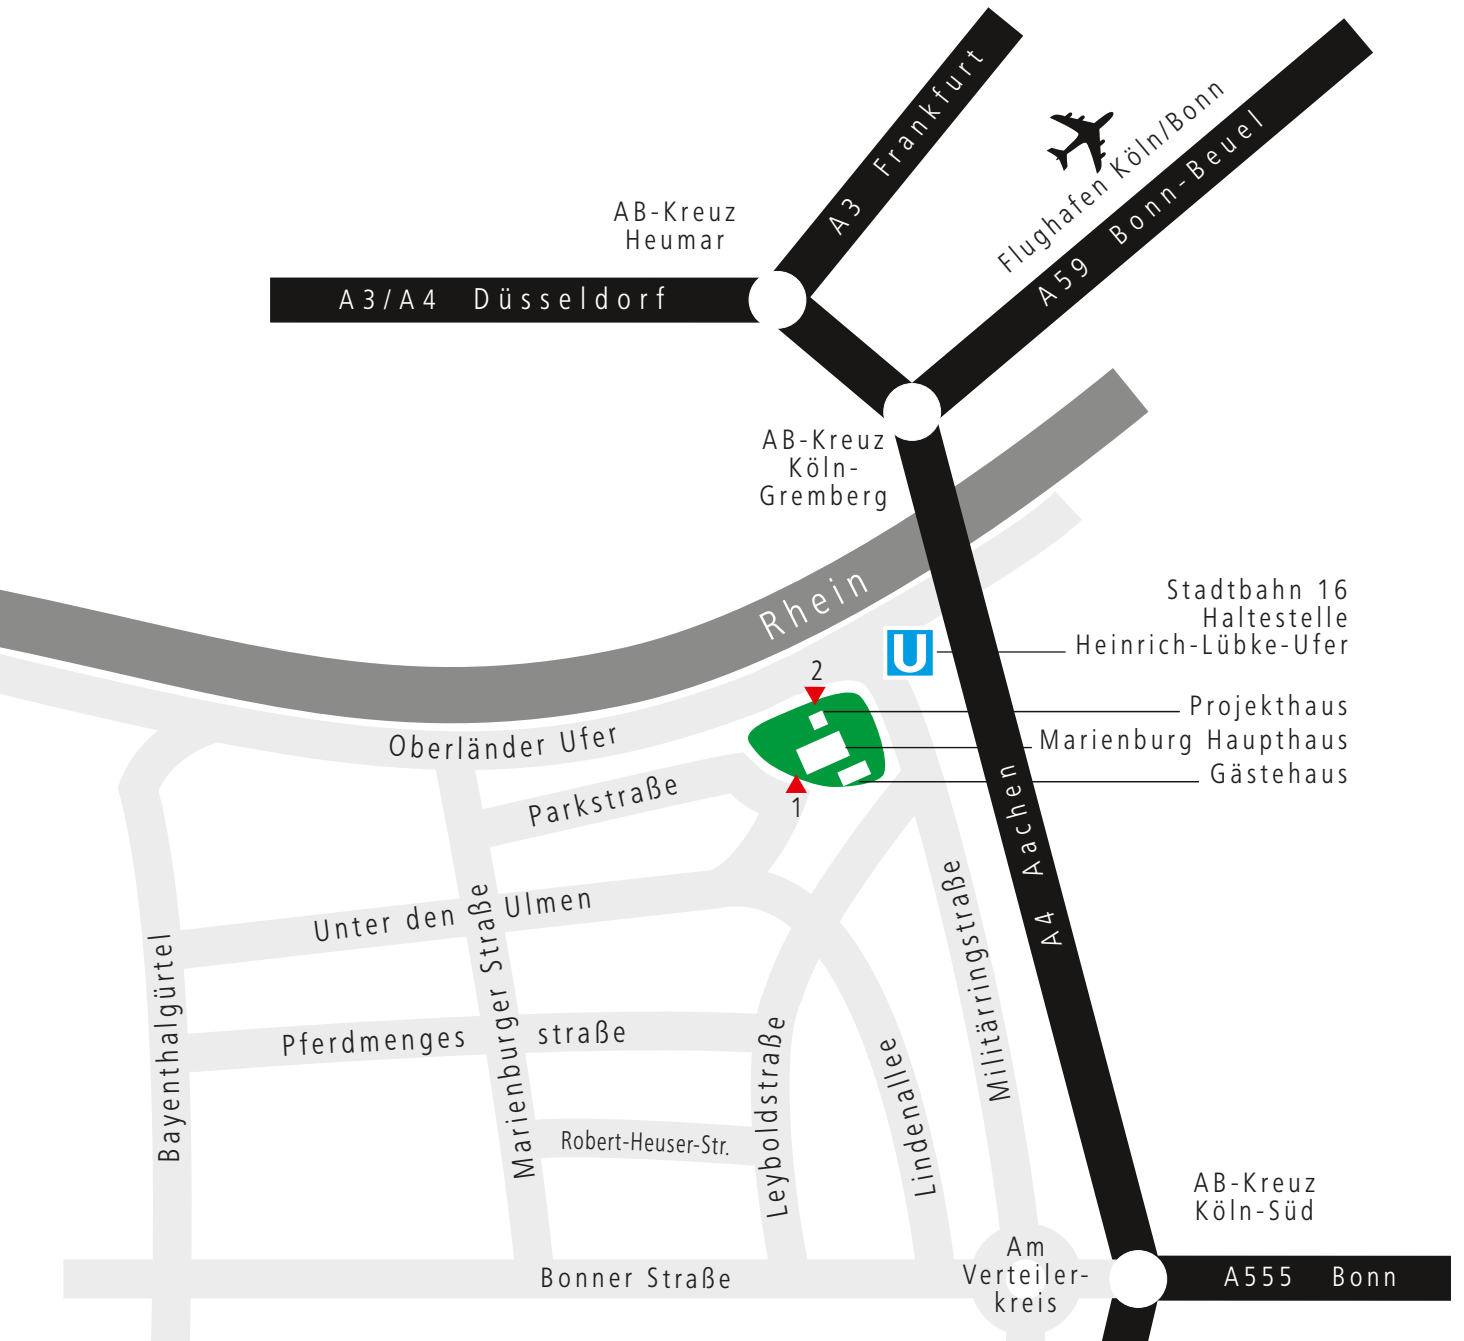 A3 Frankfurt
Flughafen Köln/Bonn
A59 Bonn-Beuel
AB-Kreuz
Heumar
A3/A4 Düsseldorf
AB-Kreuz
Köln-
Gremberg
Rhein
Stadtbahn 16
Haltestelle
Heinrich-Lübke-Ufer
U
2
Projekthaus
Marienburg Haupthaus
Gästehaus
1
Oberländer Ufer
Parkstraße
A4 Aachen
Unter den Ulmen
Marienburger Straße
Militärringstraße
Bayenthalgürtel
Pferdmenges straße
Leyboldstraße
Lindenallee
Robert-Heuser-Str.
AB-Kreuz
Köln-Süd
Am
Verteiler-
kreis
Bonner Straße
A555 Bonn